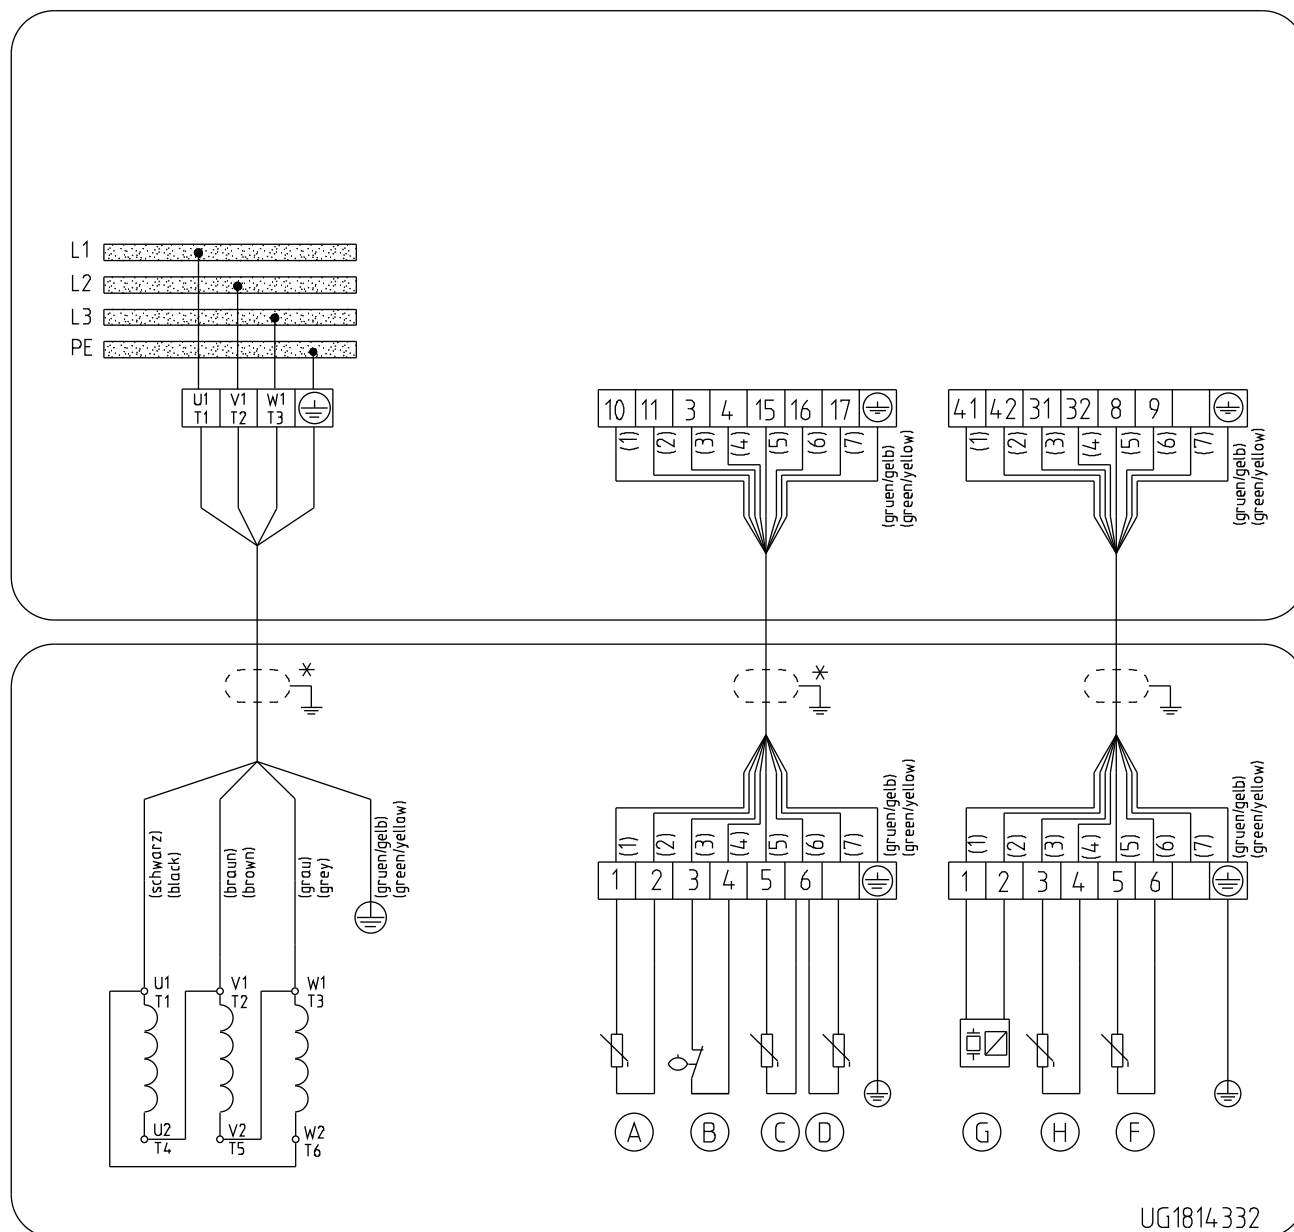 L1
L2
L3
PE
U1 V1 W1
T1 T2 T3
10 11 3 4 15 16 17
41 42 31 32 8 9
(1) (2) (3) (4) (5) (6) (7)
(gruen/gelb)
(green/yellow)
(1) (2) (3) (4) (5) (6) (7)
(gruen/gelb)
(green/yellow)
*
*
(schwarz)
(black)
(braun)
(brown)
(grau)
(grey)
(gruen/gelb)
(green/yellow)
(1) (2) (3) (4) (5) (6) (7)
(gruen/gelb)
(green/yellow)
(1) (2) (3) (4) (5) (6) (7)
(gruen/gelb)
(green/yellow)
1 2 3 4 5 6
1 2 3 4 5 6
U1 V1 W1
T1 T2 T3
U2 V2 W2
T4 T5 T6
A B C D
G H F
UG1814332